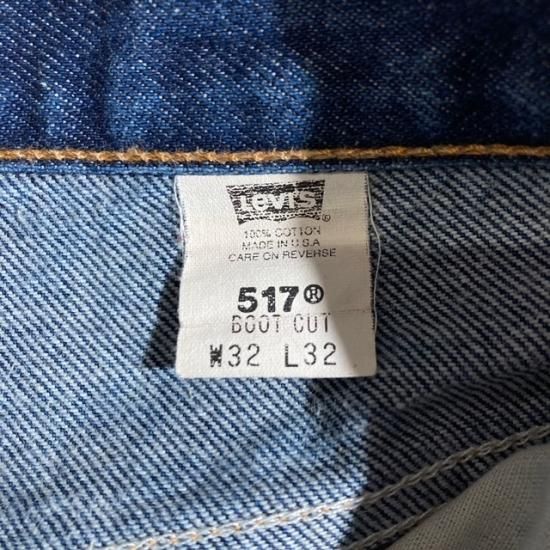 Levi's ®
100% COTTON
MADE IN U.S.A
CARE ON REVERSE
517®
BOOT CUT
W32 L32